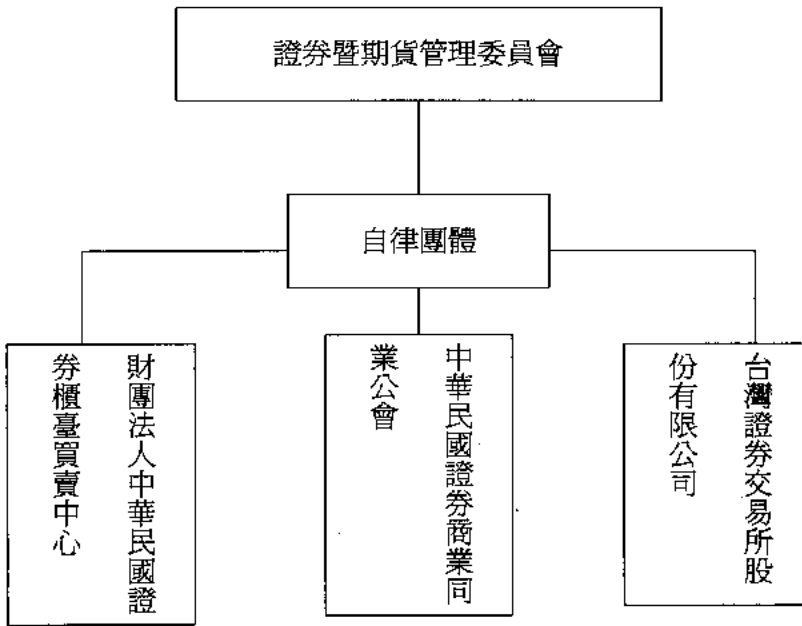 證券暨期貨管理委員會
自律團體
財團法人中華民國證
券櫃臺買賣中心
中華民國證券商業同
業公會
台灣證券交易所股
份有限公司